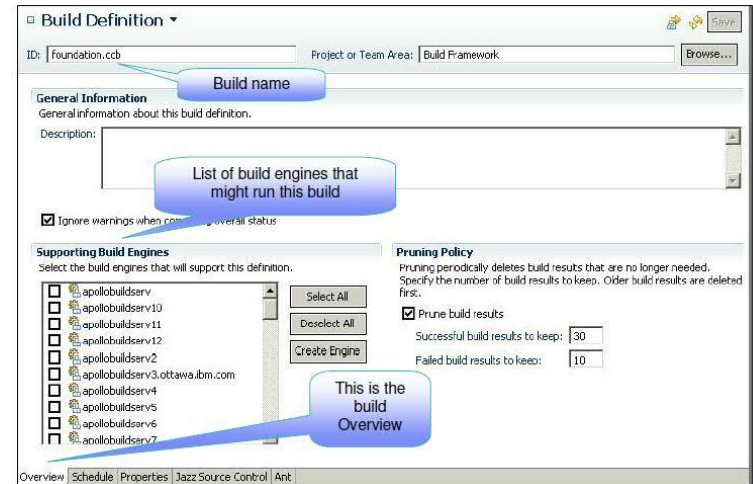 Build Definition
Save
ID: foundation.ccb
Project or Team Area: Build Framework
Browse...
Build name
General Information
General information about this build definition.
Description:
List of build engines that
might run this build
Ignore warnings when overall status
Supporting Build Engines
Select the build engines that will support this definition.
apollobuildserv
apollobuildserv10
apollobuildserv11
apollobuildserv12
apollobuildserv2
apollobuildserv3.ottawa.ibm.com
apollobuildserv4
apollobuildserv5
apollobuildserv6
apollobuildserv7
Select All
Deselect All
Create Engine
Pruning Policy
Pruning periodically deletes build results that are no longer needed.
Specify the number of build results to keep. Older build results are deleted
first.
Prune build results
Successful build results to keep: 30
Failed build results to keep: 10
This is the
build
Overview
Overview Schedule Properties Jazz Source Control Ant